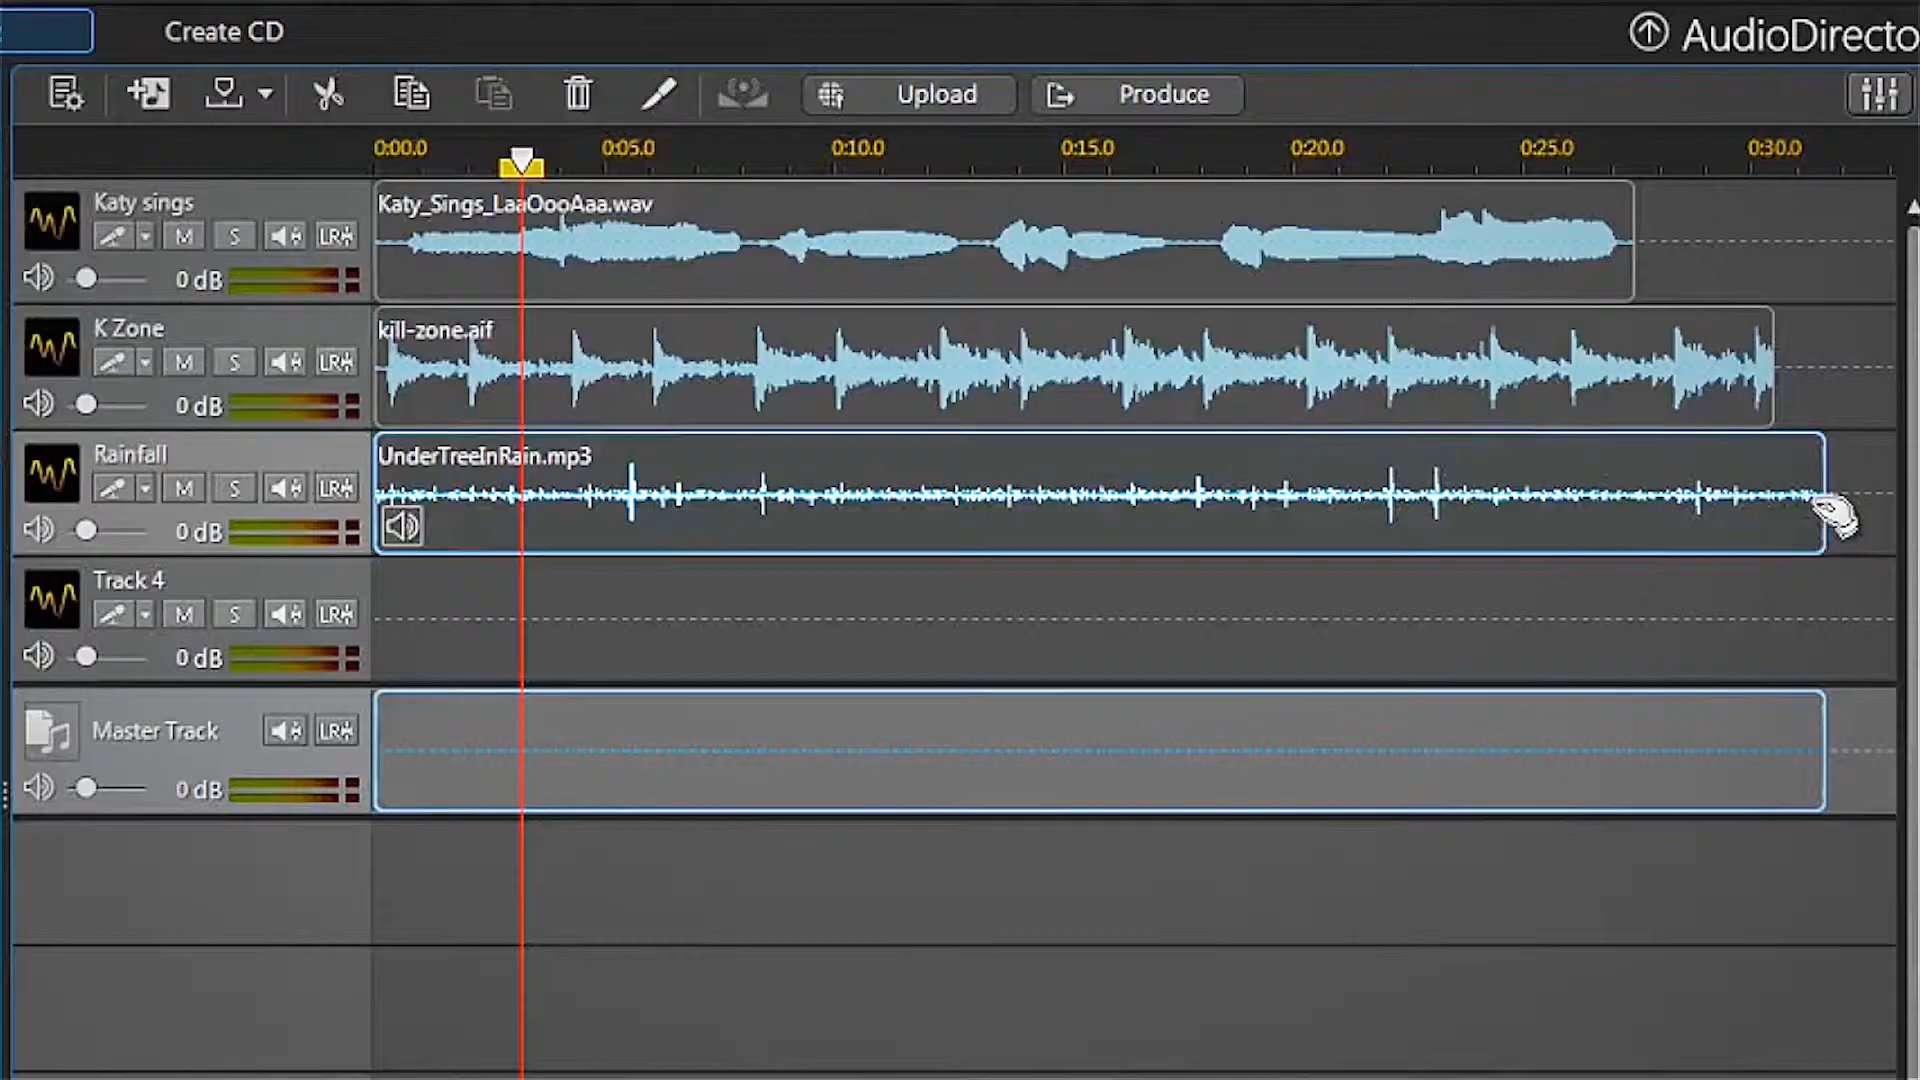 Create CD
AudioDirecto
Upload
Produce
0:00.0 0:05.0 0:10.0 0:15.0 0:20.0 0:25.0 0:30.0
Katy sings
Katy_Sings_LaaOooAaa.wav
M S LR
0 dB
K Zone
kill-zone.aif
M S LR
0 dB
Rainfall
UnderTreeInRain.mp3
M S LR
0 dB
Track 4
M S LR
0 dB
Master Track
LR
0 dB